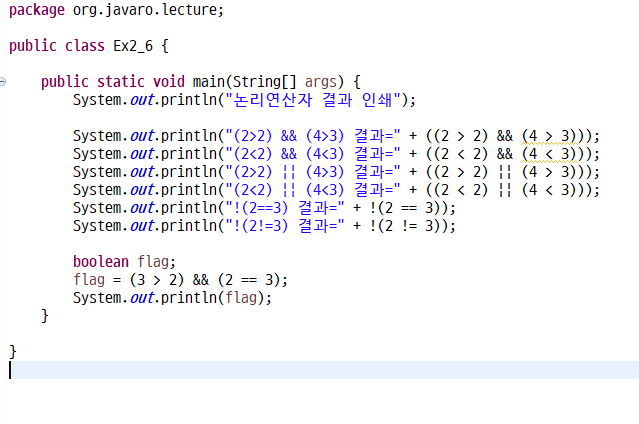 package org.javaro.lecture;
public class Ex2_6 {
public static void main(String[] args) {
System.out.println("논리연산자 결과 인쇄");
System.out.println("(2>2) && (4>3) 결과=" + ((2 > 2) && (4 > 3)));
System.out.println("(2<2) && (4<3) 결과=" + ((2 < 2) && (4 < 3)));
System.out.println("(2>2) || (4>3) 결과=" + ((2 > 2) || (4 > 3)));
System.out.println("(2<2) || (4<3) 결과=" + ((2 < 2) || (4 < 3)));
System.out.println("!(2==3) 결과=" + !(2 == 3));
System.out.println("!(2!=3) 결과=" + !(2 != 3));
boolean flag;
flag = (3 > 2) && (2 == 3);
System.out.println(flag);
}
}